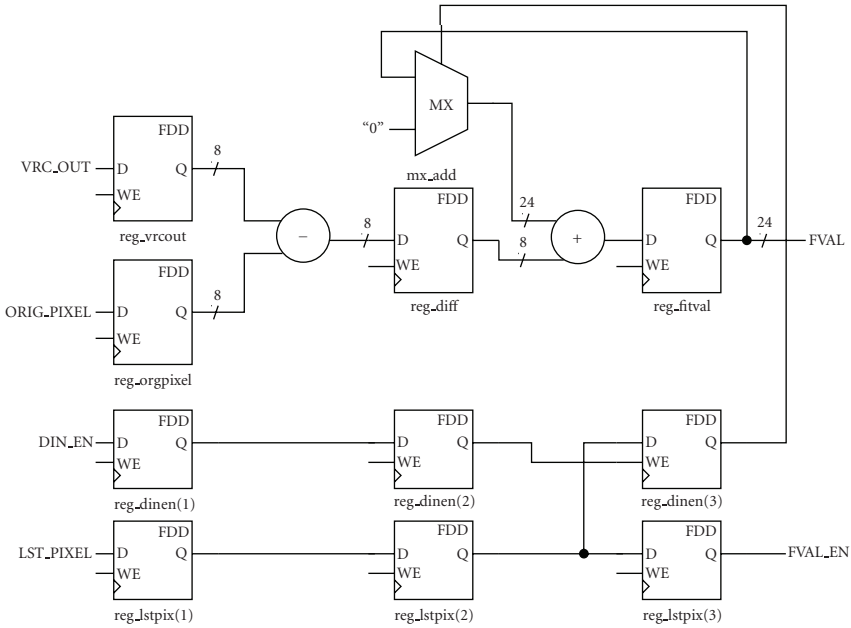 MX
"0"
mx_add
FDD
VRC_OUT
D
Q
8
WE
reg_vrcout
FDD
ORIG_PIXEL
D
Q
8
WE
reg_orgpixel
−
8
FDD
D
Q
WE
reg_diff
24
8
+
FDD
D
Q
WE
reg_fitval
24
FVAL
FDD
DIN_EN
D
Q
WE
reg_dinen(1)
FDD
D
Q
WE
reg_dinen(2)
FDD
D
Q
WE
reg_dinen(3)
FDD
LST_PIXEL
D
Q
WE
reg_lstpix(1)
FDD
D
Q
WE
reg_lstpix(2)
FDD
D
Q
WE
reg_lstpix(3)
FVAL_EN